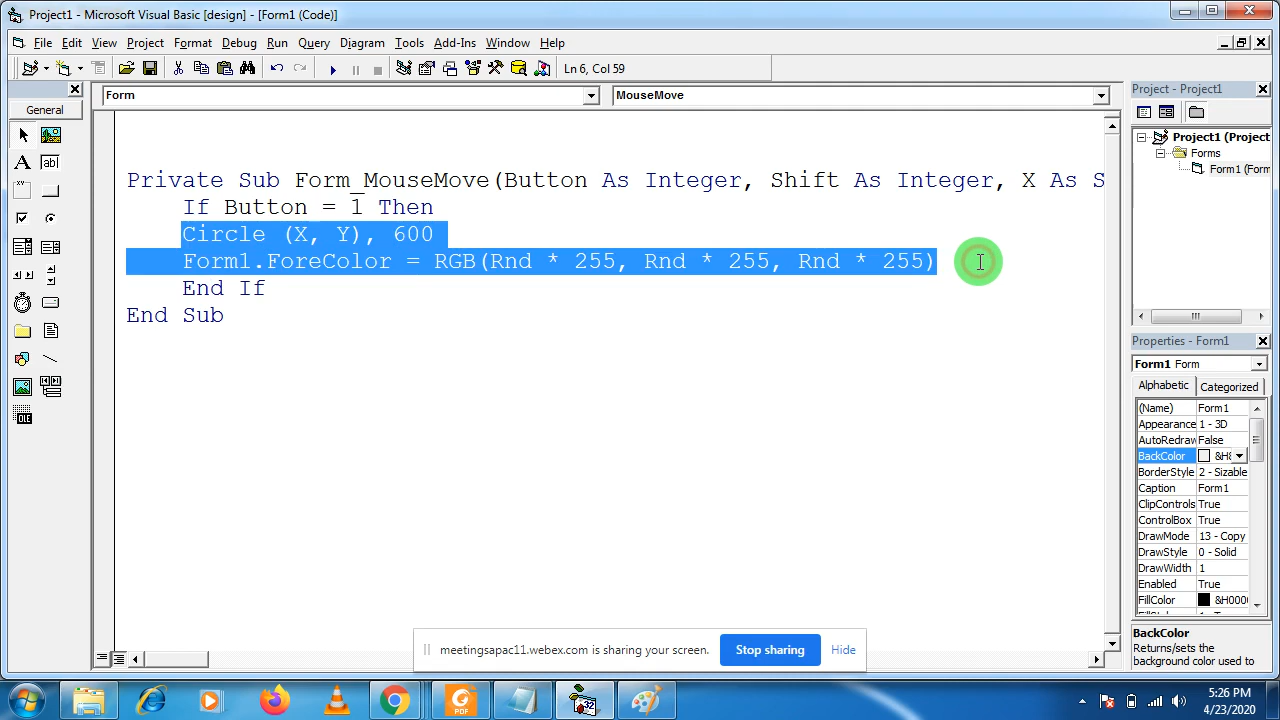 Project1 - Microsoft Visual Basic [design] - [Form1 (Code)]
File Edit View Project Format Debug Run Query Diagram Tools Add-Ins Window Help
Ln 6, Col 59
General
Form
MouseMove
Private Sub Form_MouseMove(Button As Integer, Shift As Integer, X As S
If Button = 1 Then
Circle (X, Y), 600
Form1.ForeColor = RGB(Rnd * 255, Rnd * 255, Rnd * 255)
End If
End Sub
Project - Project1
Project1 (Project
Forms
Form1 (Form
Properties - Form1
Form1 Form
Alphabetic Categorized
(Name) Form1
Appearance 1 - 3D
AutoRedraw False
BackColor &H8
BorderStyle 2 - Sizable
Caption Form1
ClipControls True
ControlBox True
DrawMode 13 - Copy
DrawStyle 0 - Solid
DrawWidth 1
Enabled True
FillColor &H000
BackColor
Returns/sets the
background color used to
meetingsapac11.webex.com is sharing your screen. Stop sharing Hide
PDF
32
5:26 PM
4/23/2020